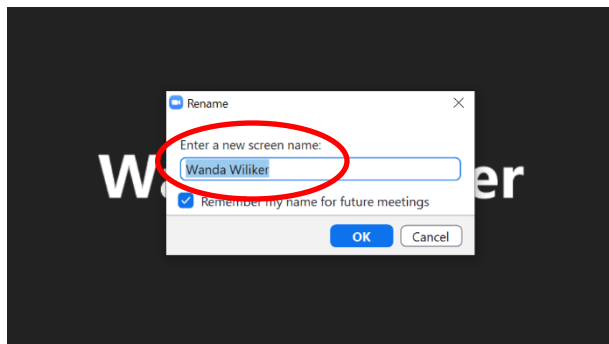 Rename
Enter a new screen name:
Wanda Wiliker
Remember my name for future meetings
OK Cancel